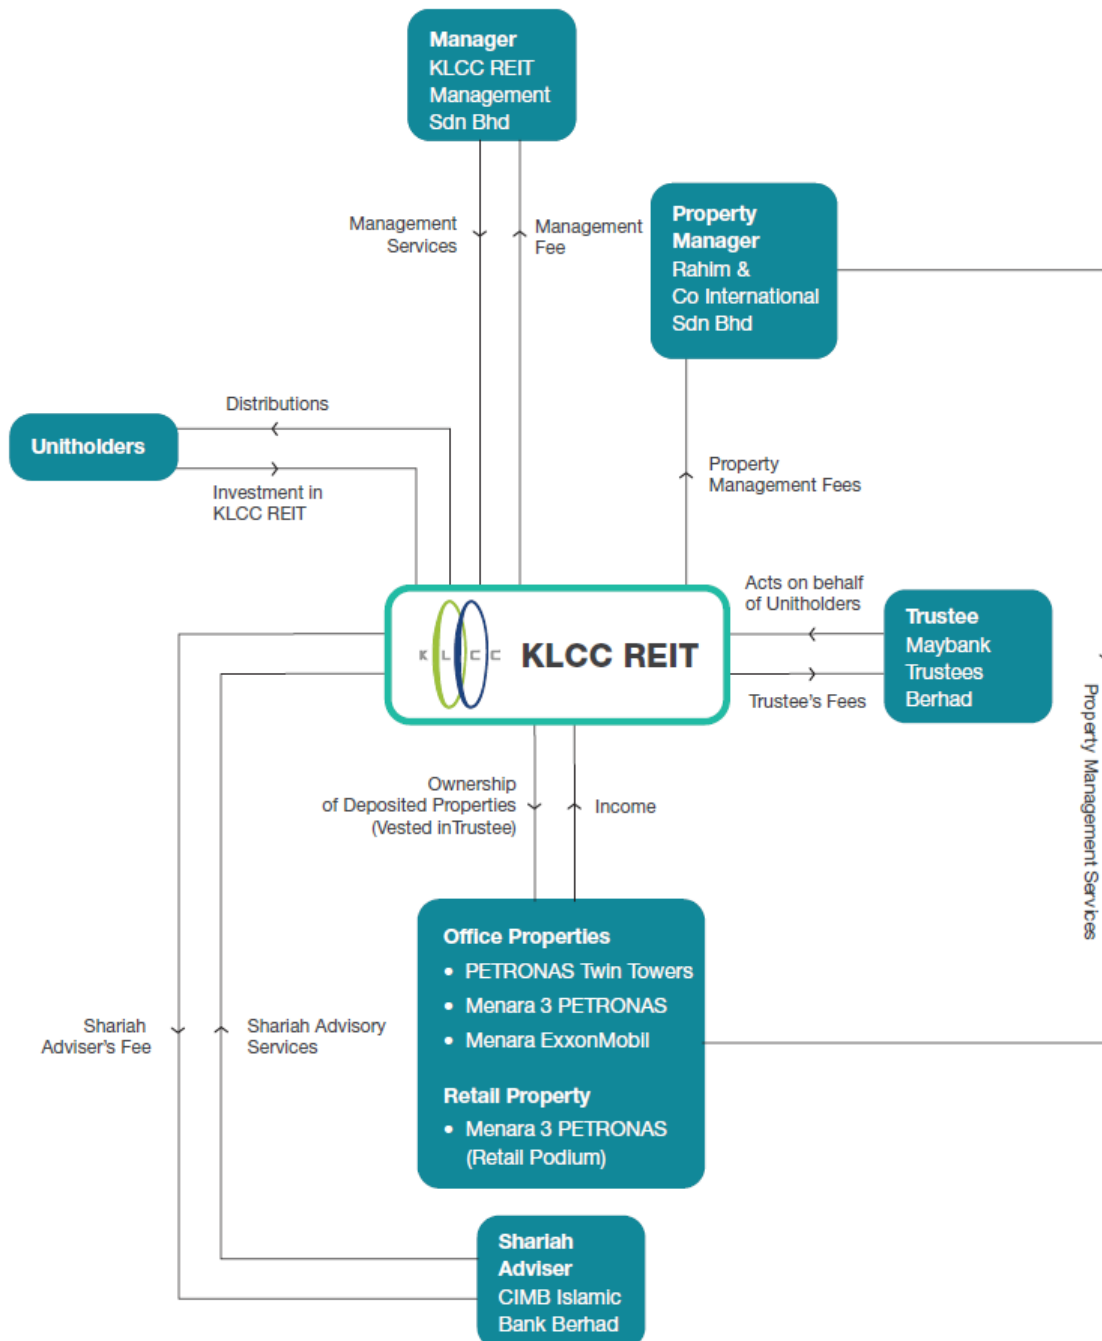 Manager
KLCC REIT
Management
Sdn Bhd
Management
Services
Management
Fee
Property
Manager
Rahim &
Co International
Sdn Bhd
Distributions
Unitholders
Investment in
KLCC REIT
Property
Management Fees
Acts on behalf
of Unitholders
KLCC
KLCC REIT
Trustee
Maybank
Trustees
Berhad
Trustee's Fees
Property Management Services
Ownership
of Deposited Properties
(Vested inTrustee)
Income
Office Properties
• PETRONAS Twin Towers
• Menara 3 PETRONAS
• Menara ExxonMobil
Retail Property
• Menara 3 PETRONAS
(Retail Podium)
Shariah
Adviser's Fee
Shariah Advisory
Services
Shariah
Adviser
CIMB Islamic
Bank Berhad